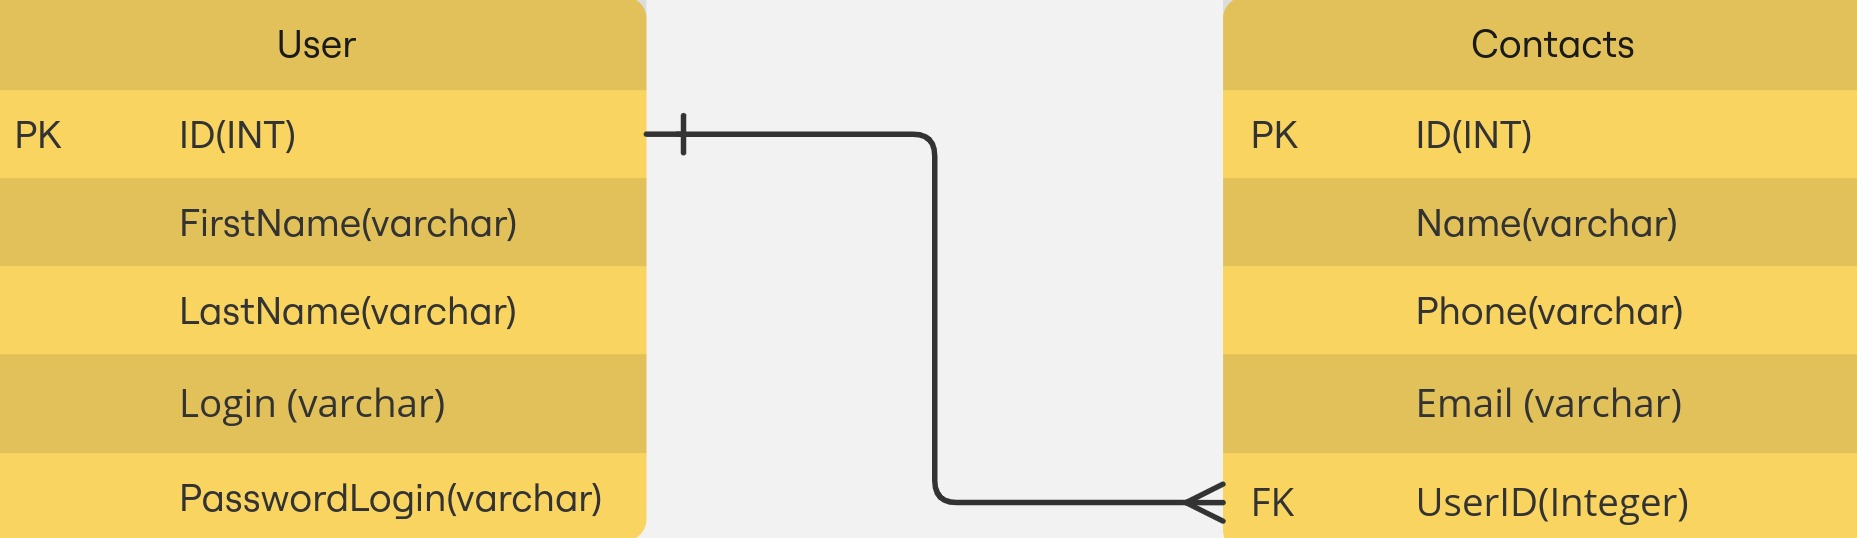 User
PK ID(INT)
FirstName(varchar)
LastName(varchar)
Login (varchar)
PasswordLogin(varchar)
Contacts
PK ID(INT)
Name(varchar)
Phone(varchar)
Email (varchar)
FK UserID(Integer)